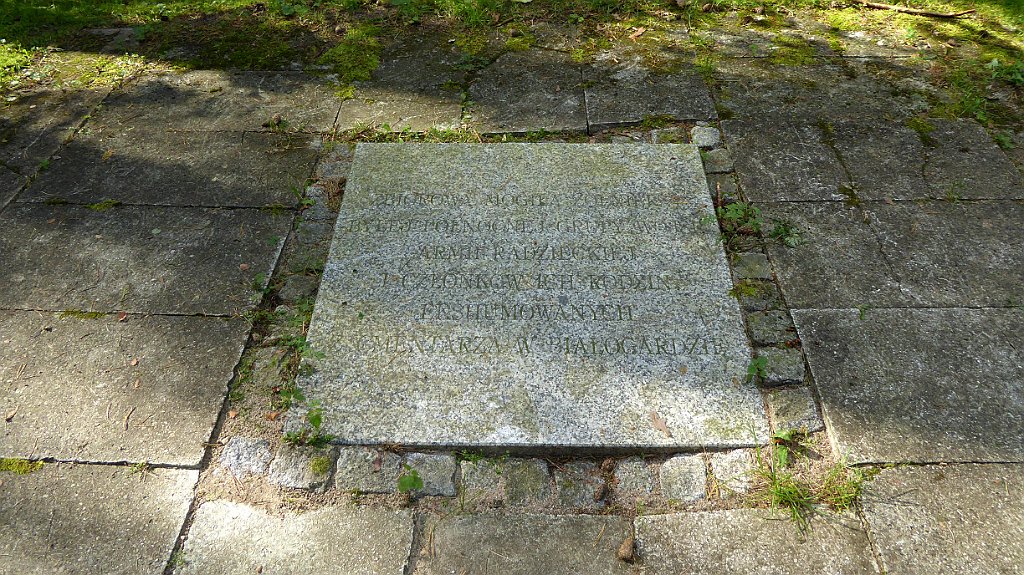 ZBIOROWA MOGIŁA ŻOŁNIERZY
BYŁEJ PÓŁNOCNEJ GRUPY WOJSK
ARMII RADZIECKIEJ
I CZŁONKÓW ICH RODZIN
EKSHUMOWANYCH
Z CMENTARZA W BIAŁOGARDZIE